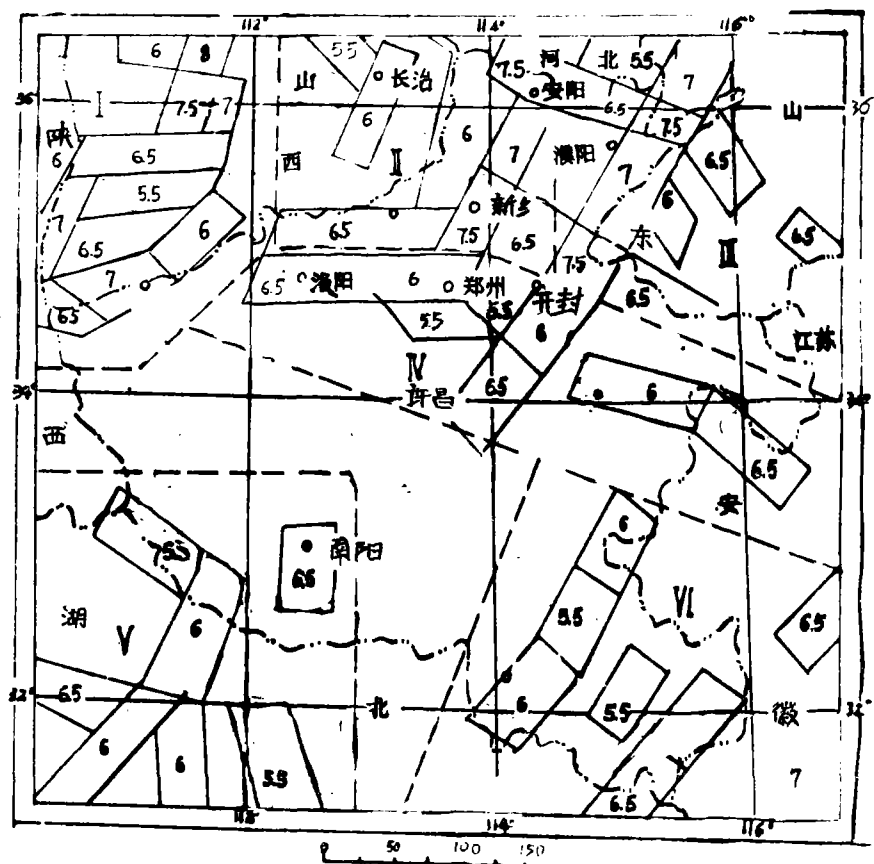 112° 114° 116°
6 8 5.5 河 北 5.5
山 长治 7.5 安阳 7
36° I 7.5 7 6.5 山 36°
陕 6 7.5
6 6.5 西 II 6 7 濮阳 6.5
5.5 7 6
7 6 6.5 新乡 东 III 6.5
6.5 7.5 6.5
7 6.5 洛阳 6 郑州 7.5 6.5
6.5 5.5 开封
5.5 6 江苏
IV 6.5 6
34° 许昌 34°
西 6.5
安
6
7 5.5 南阳
6.5
湖 5.5 VI
V 6 6.5
6.5
32° 北 6 5.5 徽 32°
6 6 5.5 7
6.5
112° 114° 116°
0 50 100 150